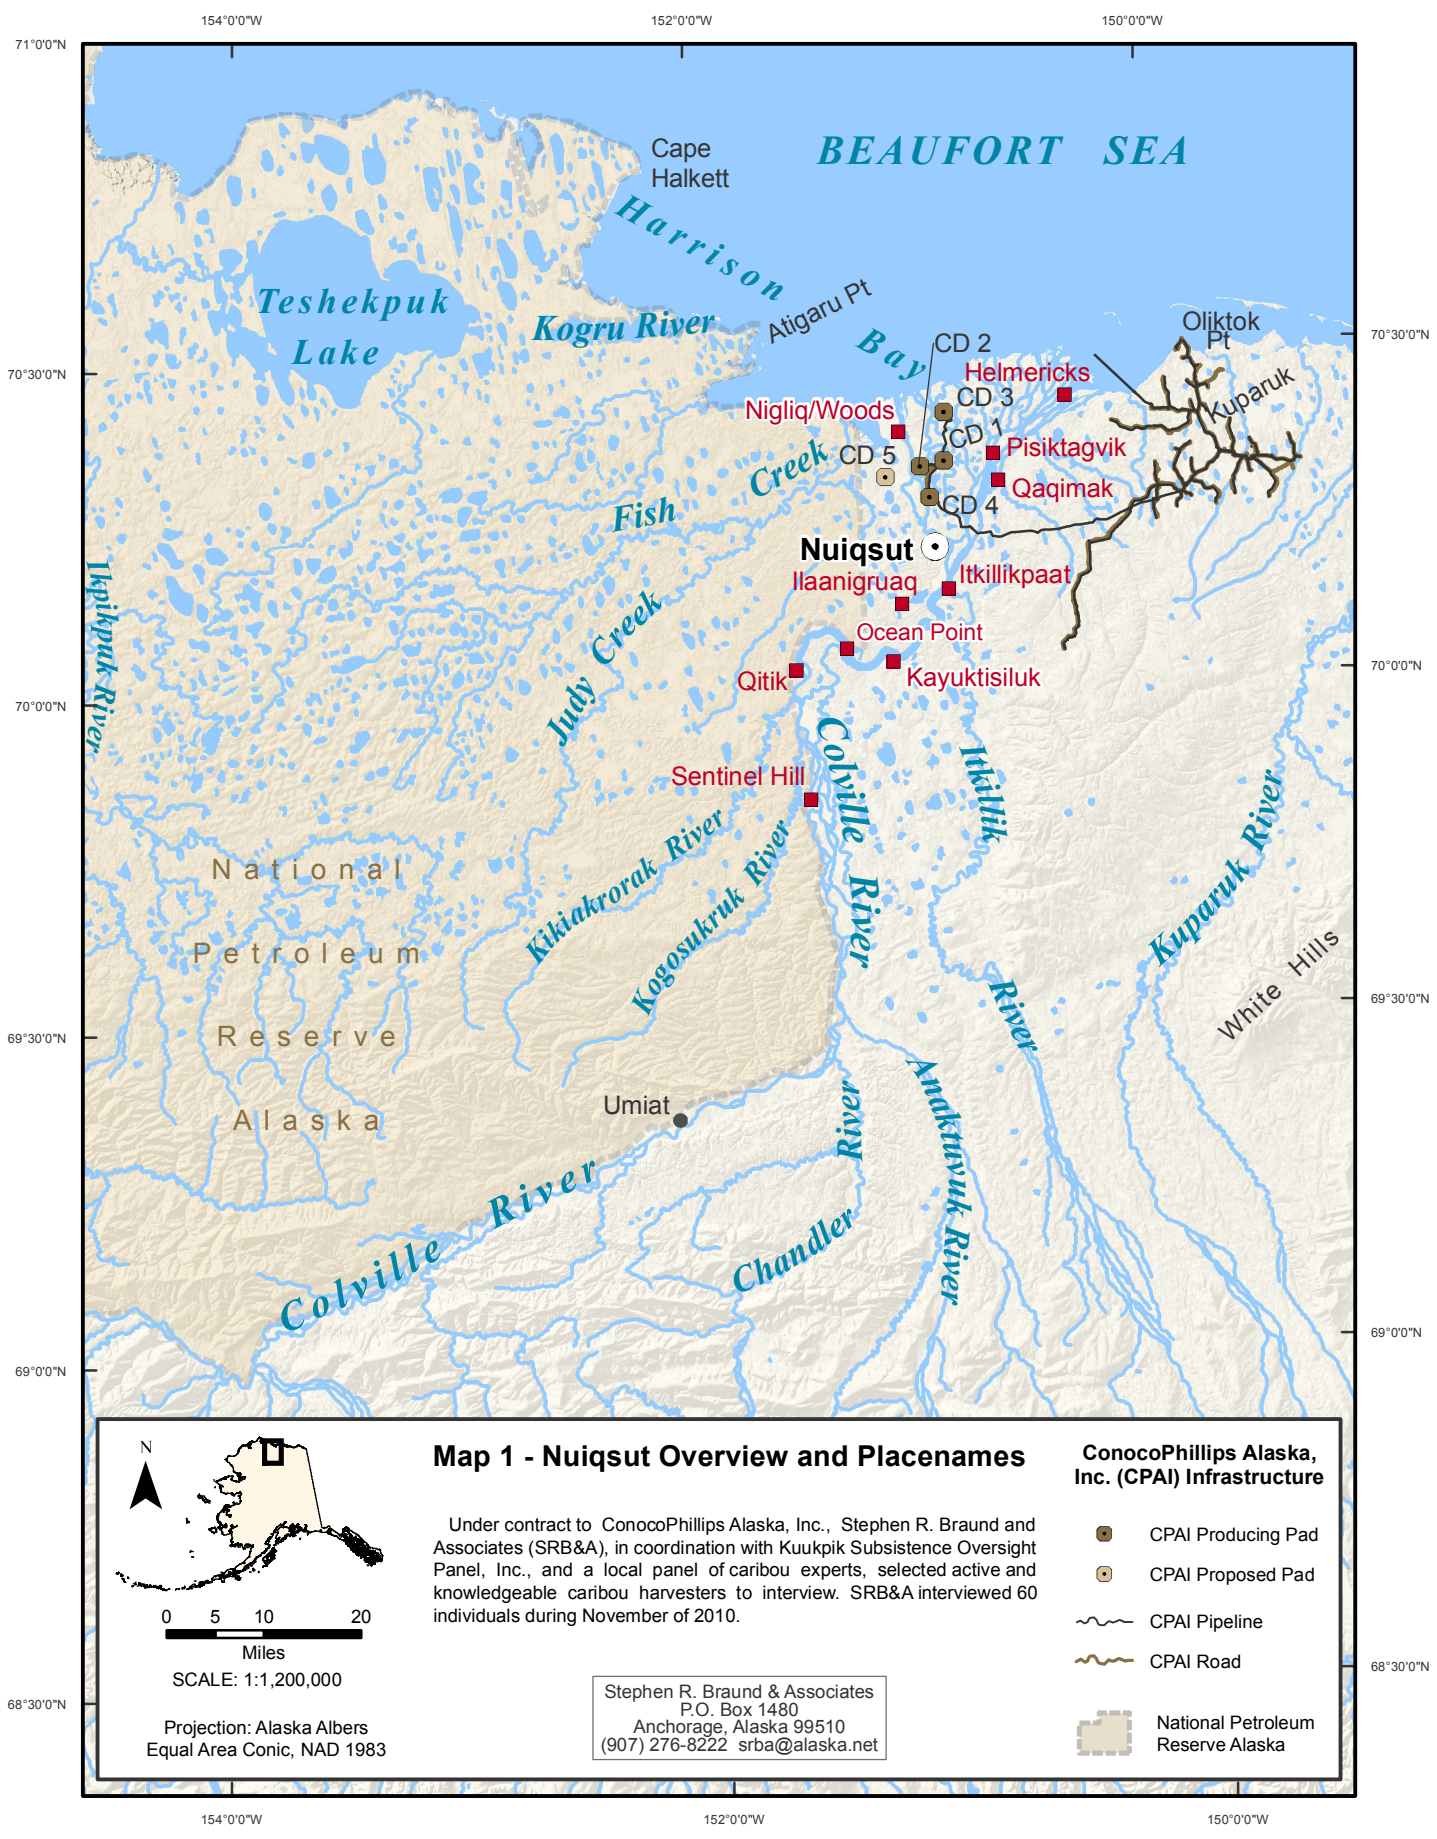 154°0'0"W
152°0'0"W
150°0'0"W
71°0'0"N
Cape
Halkett
BEAUFORT SEA
Harrison
Bay
Teshekpuk
Lake
Kogru River
Atigaru Pt
Oliktok
Pt
70°30'0"N
70°30'0"N
CD 2
Helmericks
Kuparuk
CD 3
Nigliq/Woods
CD 1
Pisiktagvik
CD 5
Qaqimak
CD 4
Fish Creek
Nuiqsut
Ilaanigruaq
Itkillikpaat
Ikpikpuk River
Judy Creek
Ocean Point
Kayuktisiluk
Qitik
70°0'0"N
70°0'0"N
Sentinel Hill
Colville River
Itkillik River
Kikiakrorak River
Kogosukruk River
Kuparuk River
White Hills
National
Petroleum
Reserve
Alaska
69°30'0"N
69°30'0"N
Umiat
Anaktuvuk River
Chandler River
Colville River
69°0'0"N
69°0'0"N
N
Map 1 - Nuiqsut Overview and Placenames
Under contract to ConocoPhillips Alaska, Inc., Stephen R. Braund and
Associates (SRB&A), in coordination with Kuukpik Subsistence Oversight
Panel, Inc., and a local panel of caribou experts, selected active and
knowledgeable caribou harvesters to interview. SRB&A interviewed 60
individuals during November of 2010.
0 5 10 20
Miles
SCALE: 1:1,200,000
Projection: Alaska Albers
Equal Area Conic, NAD 1983
Stephen R. Braund & Associates
P.O. Box 1480
Anchorage, Alaska 99510
(907) 276-8222 srba@alaska.net
ConocoPhillips Alaska,
Inc. (CPAI) Infrastructure
CPAI Producing Pad
CPAI Proposed Pad
CPAI Pipeline
CPAI Road
National Petroleum
Reserve Alaska
68°30'0"N
68°30'0"N
154°0'0"W
152°0'0"W
150°0'0"W